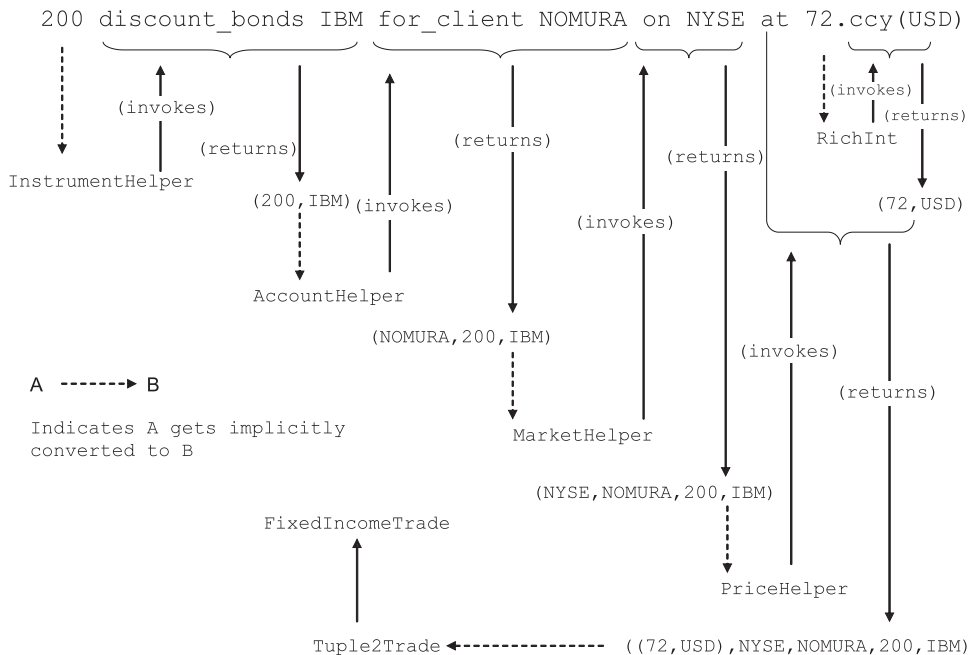 200 discount_bonds IBM for_client NOMURA on NYSE at 72.ccy(USD)
(invokes)
(invokes)
(returns)
(returns)
RichInt
(returns)
(returns)
InstrumentHelper
(200,IBM)
(invokes)
(72,USD)
(invokes)
AccountHelper
(NOMURA,200,IBM)
(invokes)
A
B
(returns)
Indicates A gets implicitly
converted to B
MarketHelper
(NYSE,NOMURA,200,IBM)
FixedIncomeTrade
PriceHelper
Tuple2Trade
((72,USD),NYSE,NOMURA,200,IBM)